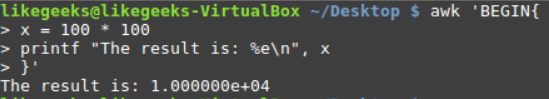 likegeeks@likegeeks-VirtualBox ~/Desktop $ awk 'BEGIN{
> x = 100 * 100
> printf "The result is: %e\n", x
> }'
The result is: 1.000000e+04